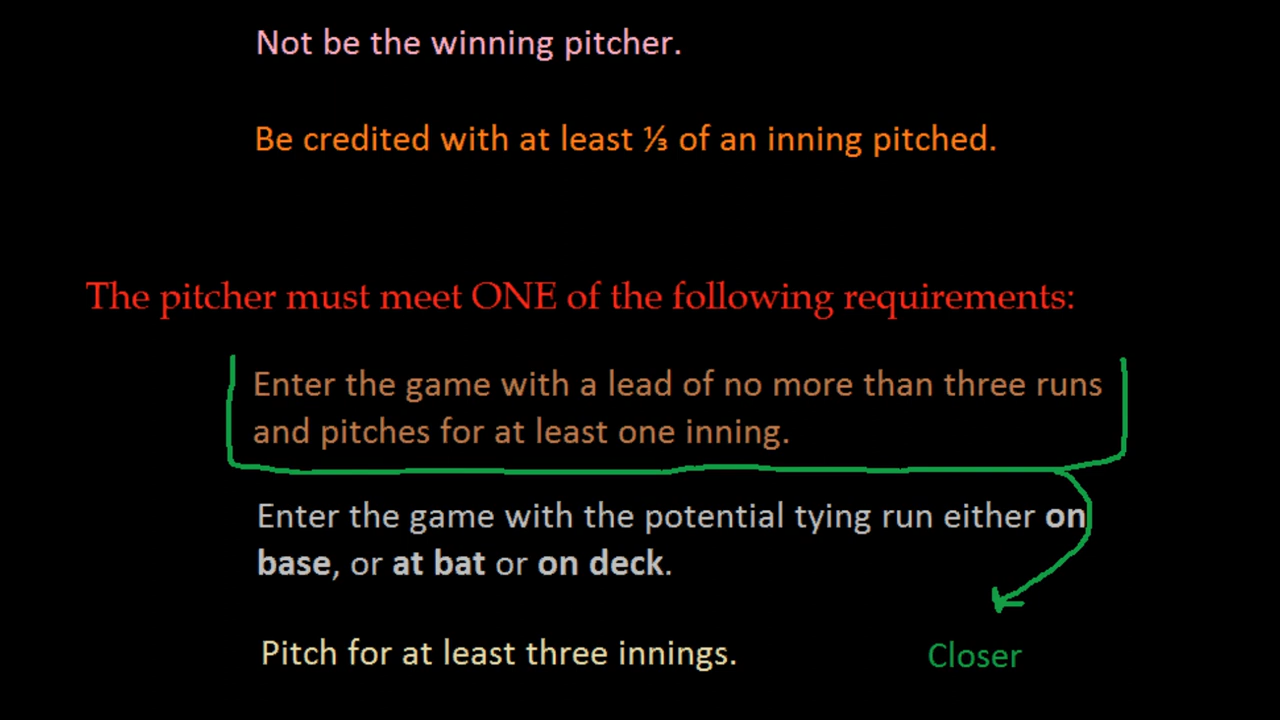 Not be the winning pitcher.
Be credited with at least ⅓ of an inning pitched.
The pitcher must meet ONE of the following requirements:
Enter the game with a lead of no more than three runs
and pitches for at least one inning.
Enter the game with the potential tying run either on
base, or at bat or on deck.
Pitch for at least three innings.
Closer